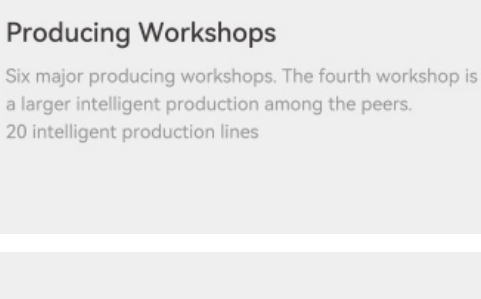 Producing Workshops
Six major producing workshops. The fourth workshop is
a larger intelligent production among the peers.
20 intelligent production lines